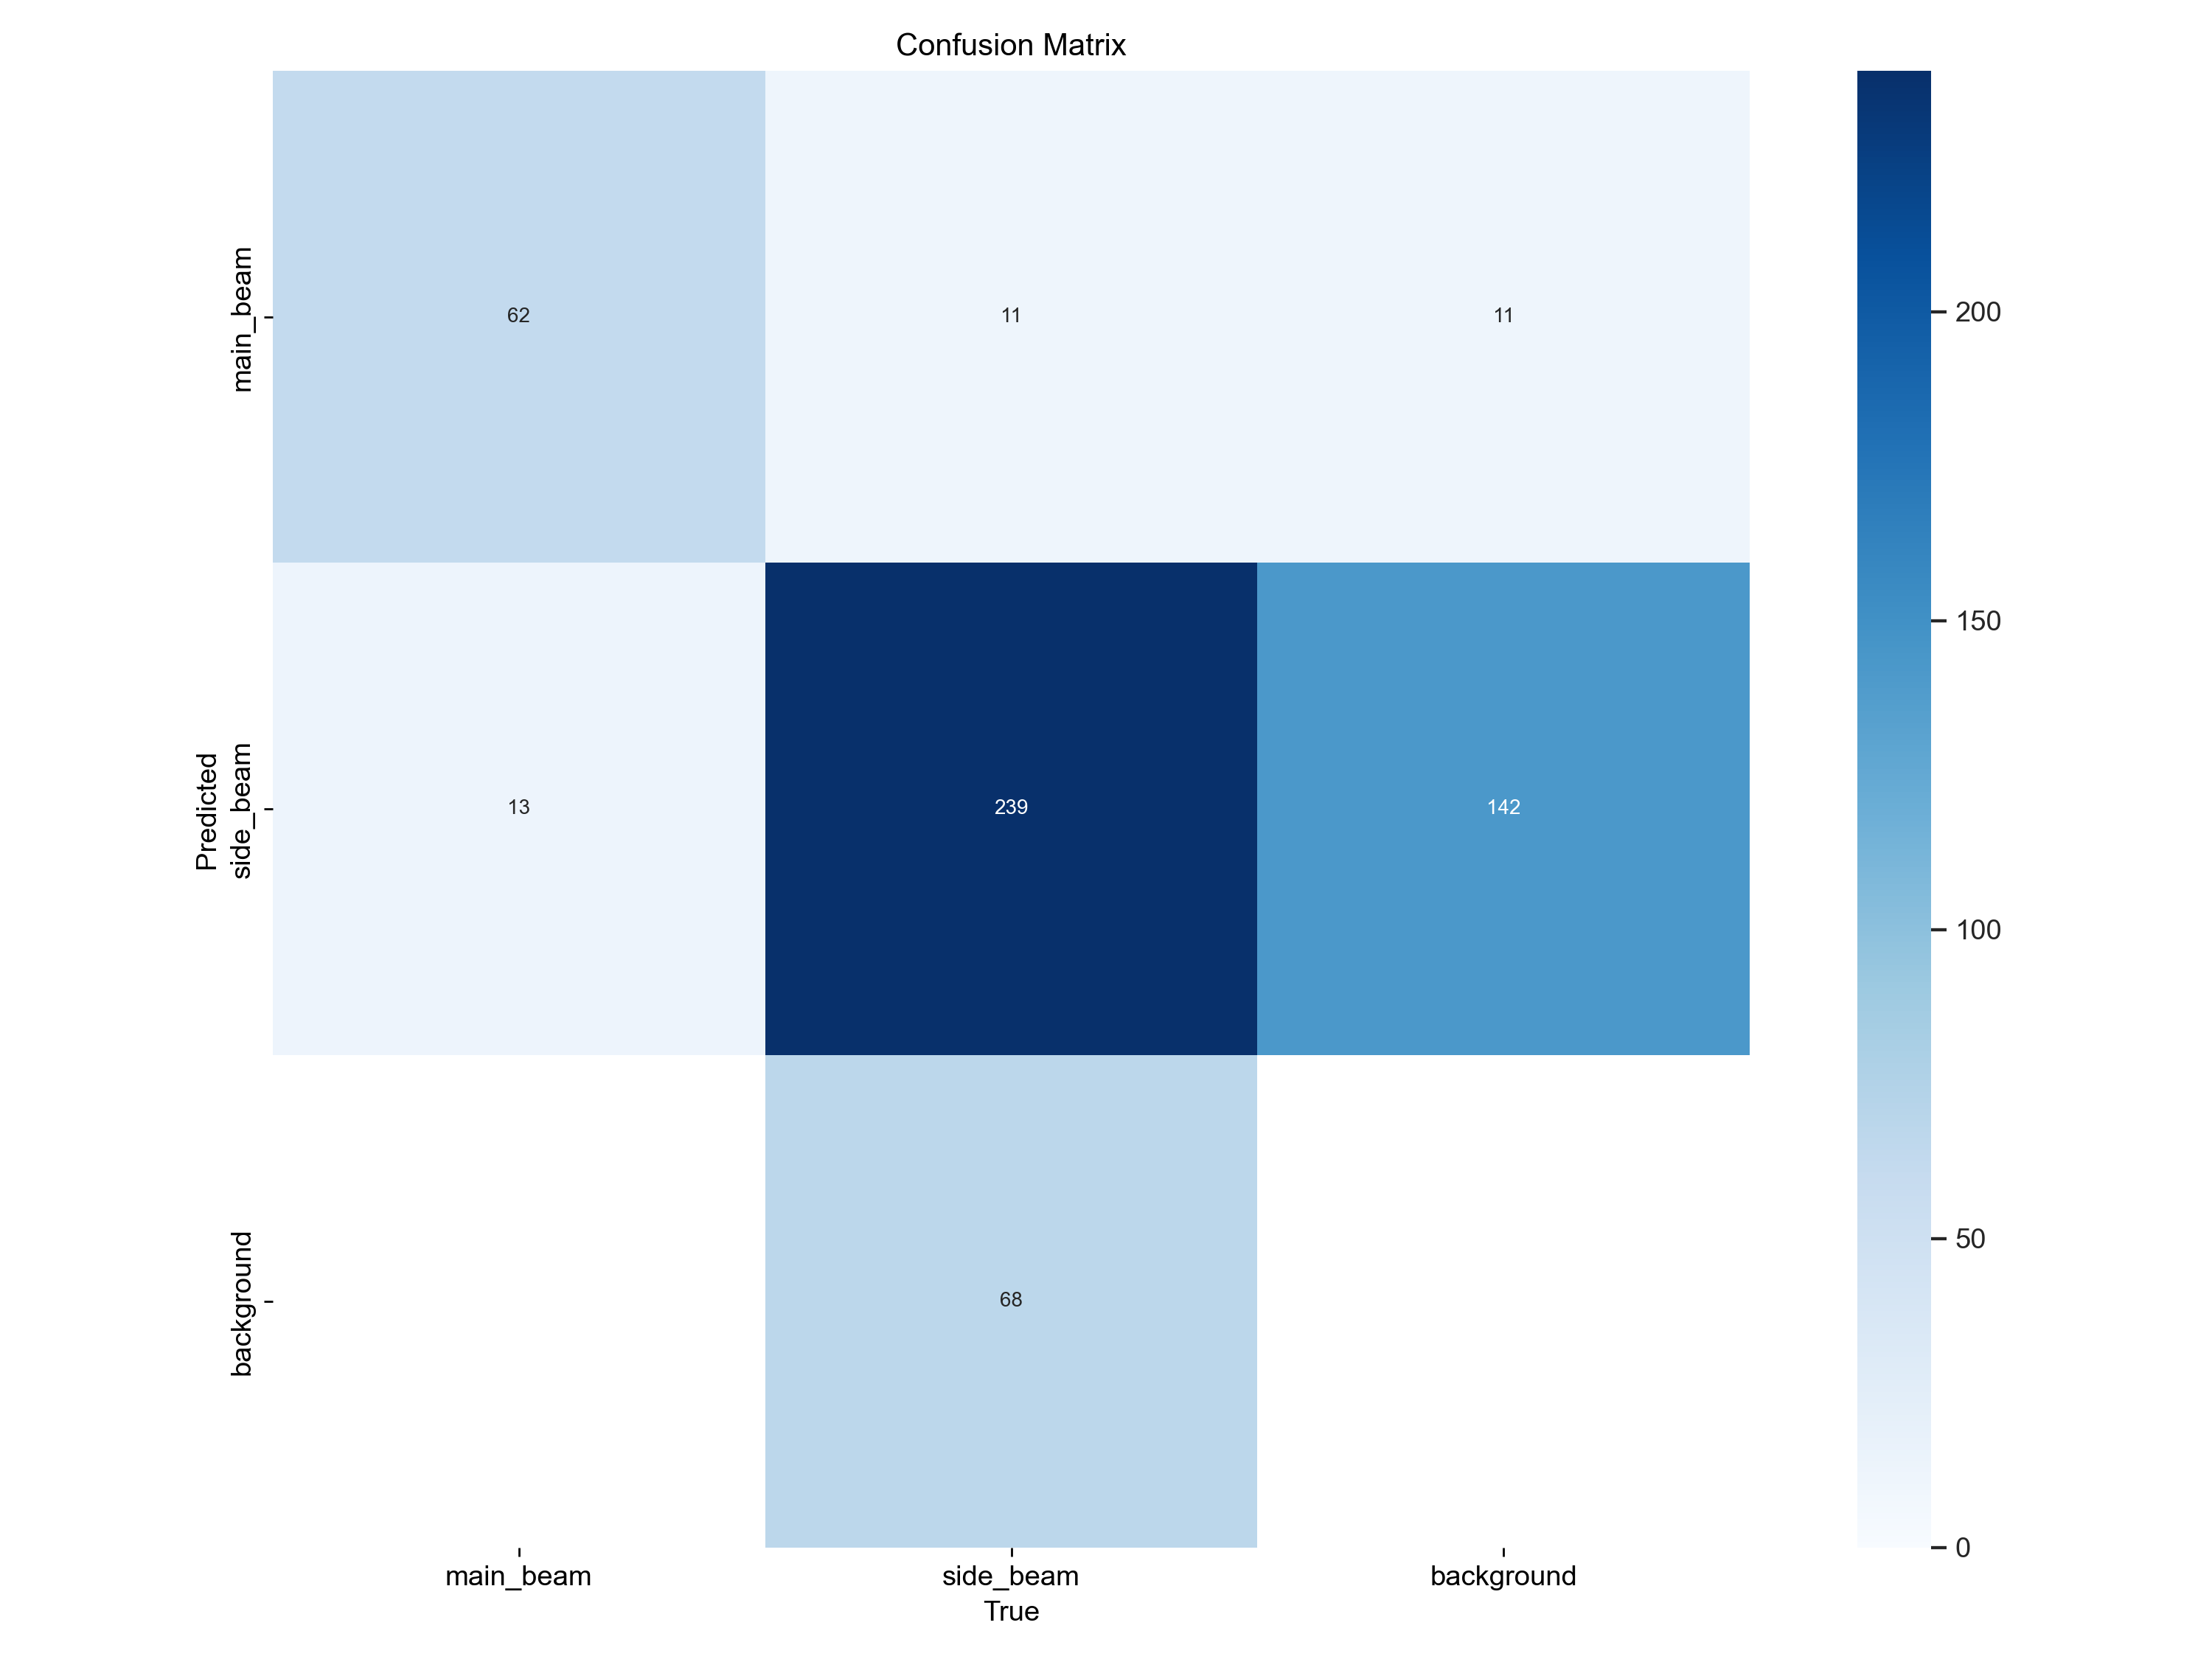 Confusion Matrix
main_beam
62
11
11
200
150
Predicted
side_beam
13
239
142
100
50
background
68
0
main_beam
side_beam
background
True